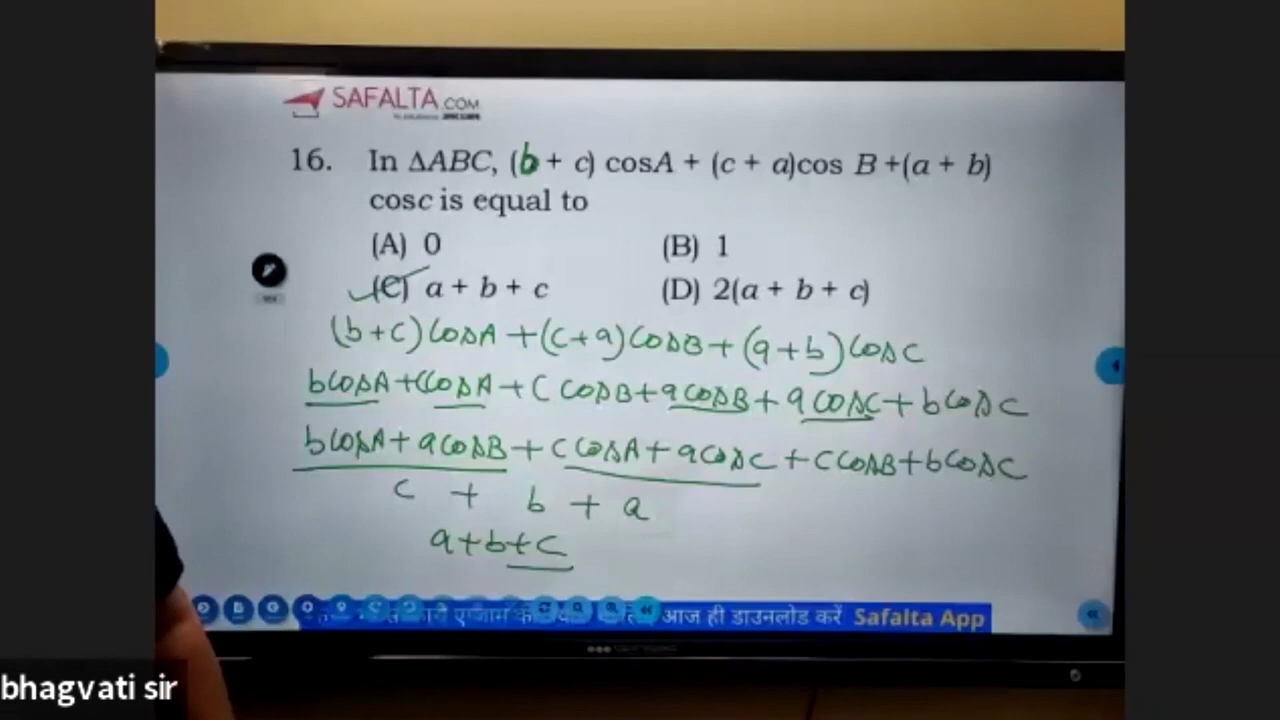 SAFALTA.COM
16. In ΔABC, (b + c) cosA + (c + a)cos B +(a + b)
cosc is equal to
(A) 0 (B) 1
(C) a + b + c (D) 2(a + b + c)
(b+c) cosA + (c+a) cosB + (a+b) cosC
bcosA + ccosA + c cosB + acosB + a cosC + bcosC
bcosA + acosB + c cosA + acosC + ccosB + bcosC
c + b + a
a+b+c
आज ही डाउनलोड करें Safalta App
bhagvati sir